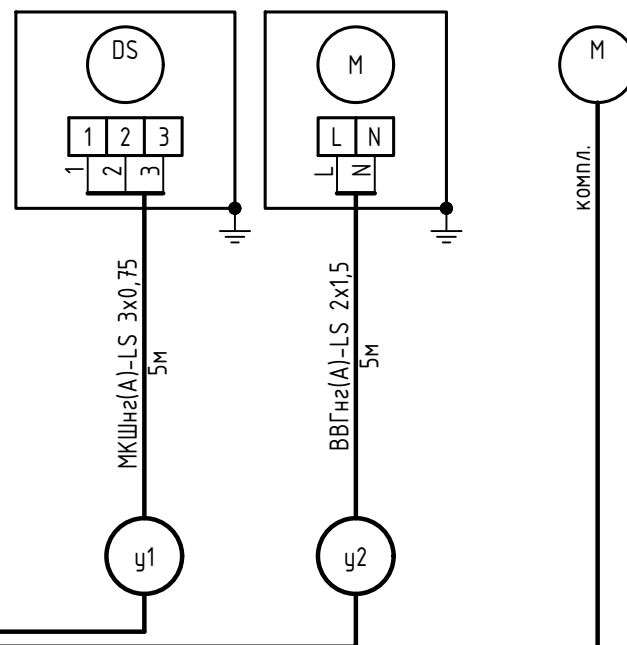 DS
M
M
1 2 3
L N
1 2 3
L N
компл.
МКШнг(А)-LS 3х0,75
5м
ВВГнг(А)-LS 2х1,5
5м
у1
у2